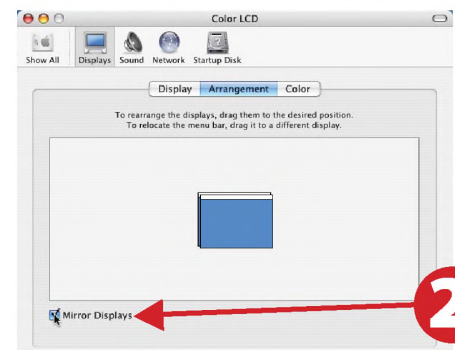 Color LCD
Show All Displays Sound Network Startup Disk
Display Arrangement Color
To rearrange the displays, drag them to the desired position.
To relocate the menu bar, drag it to a different display.
Mirror Displays
2